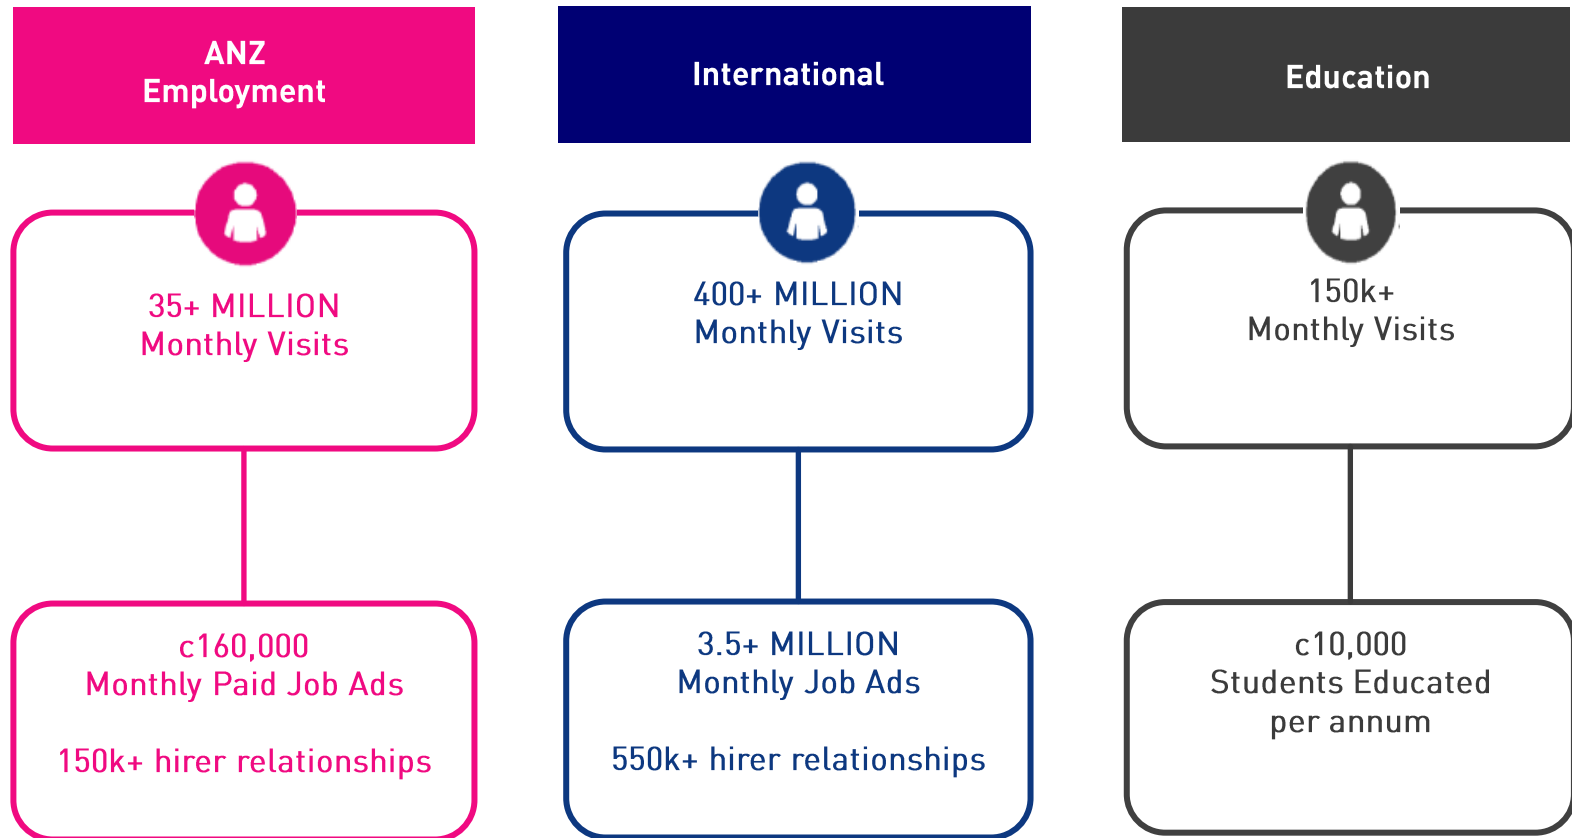 ANZ
Employment
35+ MILLION
Monthly Visits
c160,000
Monthly Paid Job Ads
150k+ hirer relationships
International
400+ MILLION
Monthly Visits
3.5+ MILLION
Monthly Job Ads
550k+ hirer relationships
Education
150k+
Monthly Visits
c10,000
Students Educated
per annum